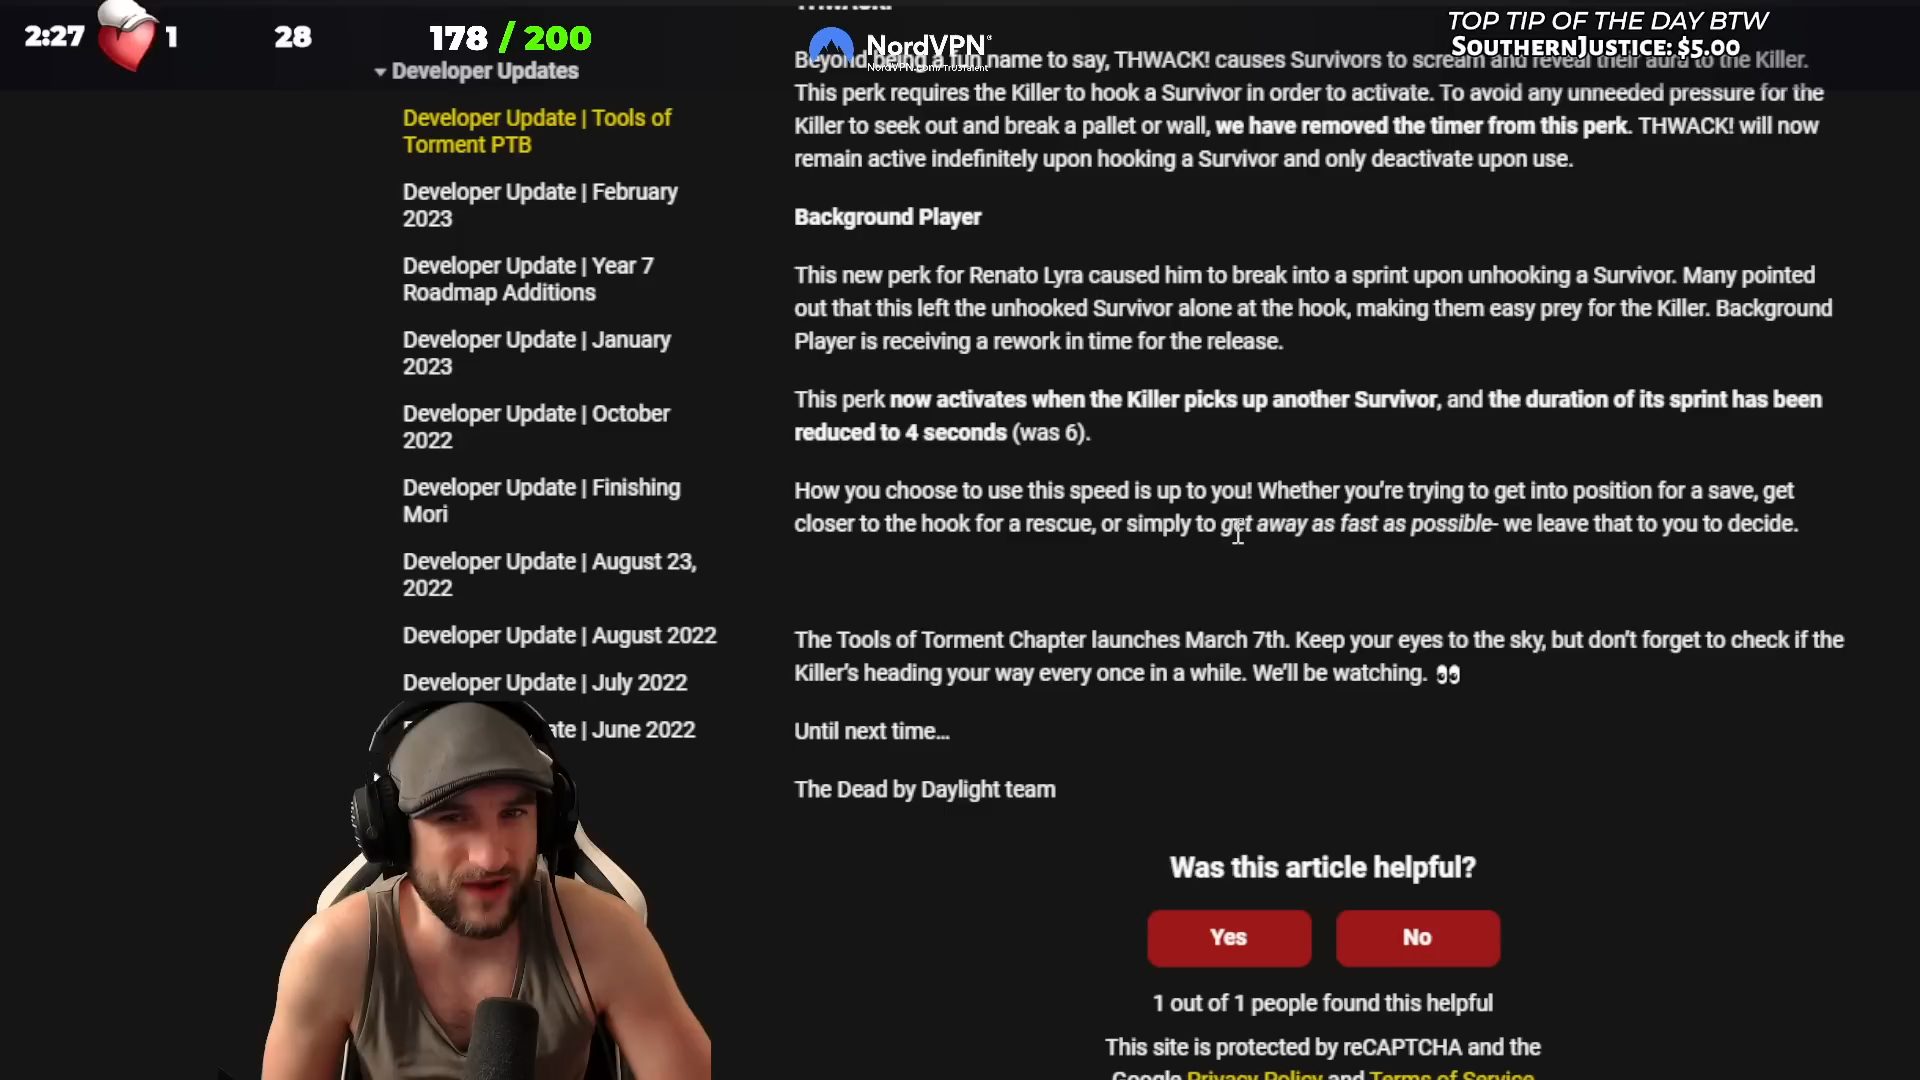 2:27
1
28
178 / 200
NordVPN
NordVPN.com/Tru3Talent
TOP TIP OF THE DAY BTW
SOUTHERNJUSTICE: $5.00
Developer Updates
Developer Update | Tools of
Torment PTB
Developer Update | February
2023
Developer Update | Year 7
Roadmap Additions
Developer Update | January
2023
Developer Update | October
2022
Developer Update | Finishing
Mori
Developer Update | August 23,
2022
Developer Update | August 2022
Developer Update | July 2022
ate | June 2022
THWACK!
Beyond being a fun name to say, THWACK! causes Survivors to scream and reveal their aura to the Killer.
This perk requires the Killer to hook a Survivor in order to activate. To avoid any unneeded pressure for the
Killer to seek out and break a pallet or wall, we have removed the timer from this perk. THWACK! will now
remain active indefinitely upon hooking a Survivor and only deactivate upon use.
Background Player
This new perk for Renato Lyra caused him to break into a sprint upon unhooking a Survivor. Many pointed
out that this left the unhooked Survivor alone at the hook, making them easy prey for the Killer. Background
Player is receiving a rework in time for the release.
This perk now activates when the Killer picks up another Survivor, and the duration of its sprint has been
reduced to 4 seconds (was 6).
How you choose to use this speed is up to you! Whether you're trying to get into position for a save, get
closer to the hook for a rescue, or simply to get away as fast as possible- we leave that to you to decide.
The Tools of Torment Chapter launches March 7th. Keep your eyes to the sky, but don't forget to check if the
Killer's heading your way every once in a while. We'll be watching. 👀
Until next time...
The Dead by Daylight team
Was this article helpful?
Yes
No
1 out of 1 people found this helpful
This site is protected by reCAPTCHA and the
Google Privacy Policy and Terms of Service